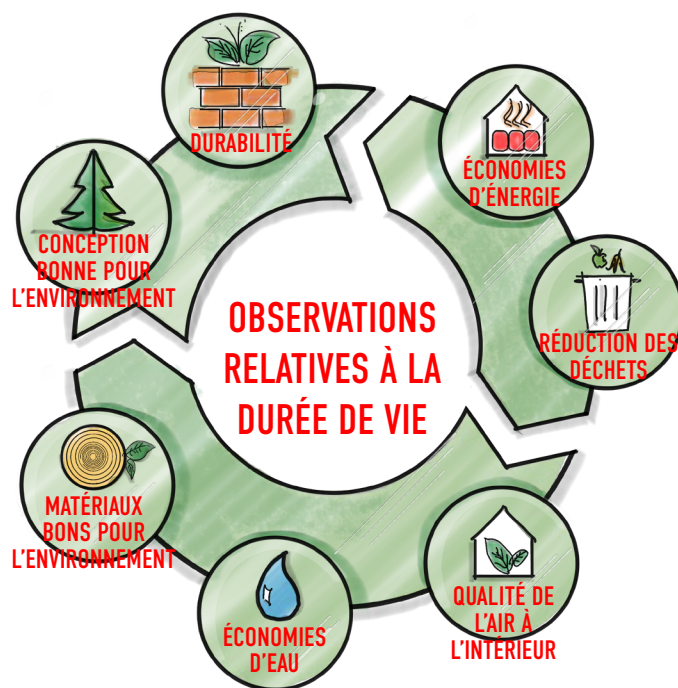 DURABILITÉ
ÉCONOMIES
D'ÉNERGIE
CONCEPTION
BONNE POUR
L'ENVIRONNEMENT
OBSERVATIONS
RELATIVES À LA
DURÉE DE VIE
RÉDUCTION DES
DÉCHETS
MATÉRIAUX
BONS POUR
L'ENVIRONNEMENT
ÉCONOMIES
D'EAU
QUALITÉ DE
L'AIR À
L'INTÉRIEUR